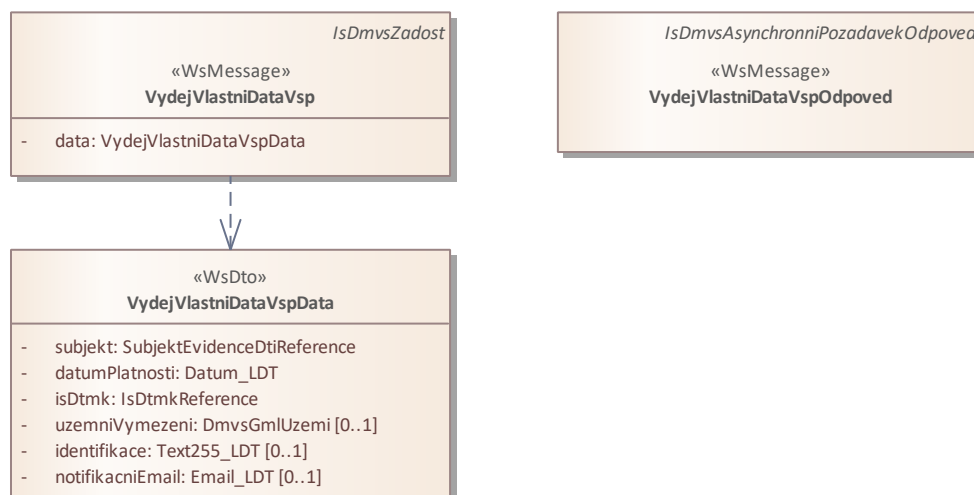 IsDmvsZadost
«WsMessage»
VydejVlastniDataVsp
- data: VydejVlastniDataVspData
IsDmvsAsynchronniPozadavekOdpoved
«WsMessage»
VydejVlastniDataVspOdpoved
«WsDto»
VydejVlastniDataVspData
- subjekt: SubjektEvidenceDtiReference
- datumPlatnosti: Datum_LDT
- isDtmk: IsDtmkReference
- uzemniVymezeni: DmvsGmlUzemi [0..1]
- identifikace: Text255_LDT [0..1]
- notifikacniEmail: Email_LDT [0..1]